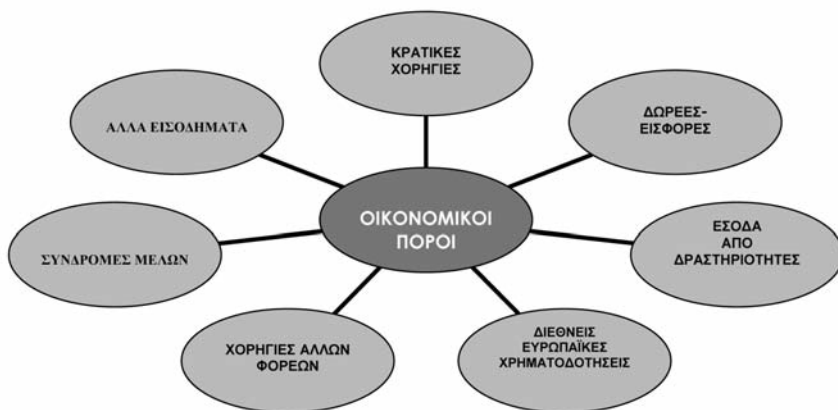 ΚΡΑΤΙΚΕΣ
ΧΟΡΗΓΙΕΣ
ΑΛΛΑ ΕΙΣΟΔΗΜΑΤΑ
ΔΩΡΕΕΣ-
ΕΙΣΦΟΡΕΣ
ΟΙΚΟΝΟΜΙΚΟΙ
ΠΟΡΟΙ
ΣΥΝΔΡΟΜΕΣ ΜΕΛΩΝ
ΕΣΟΔΑ
ΑΠΟ
ΔΡΑΣΤΗΡΙΟΤΗΤΕΣ
ΧΟΡΗΓΙΕΣ ΑΛΛΩΝ
ΦΟΡΕΩΝ
ΔΙΕΘΝΕΙΣ
ΕΥΡΩΠΑΪΚΕΣ
ΧΡΗΜΑΤΟΔΟΤΗΣΕΙΣ